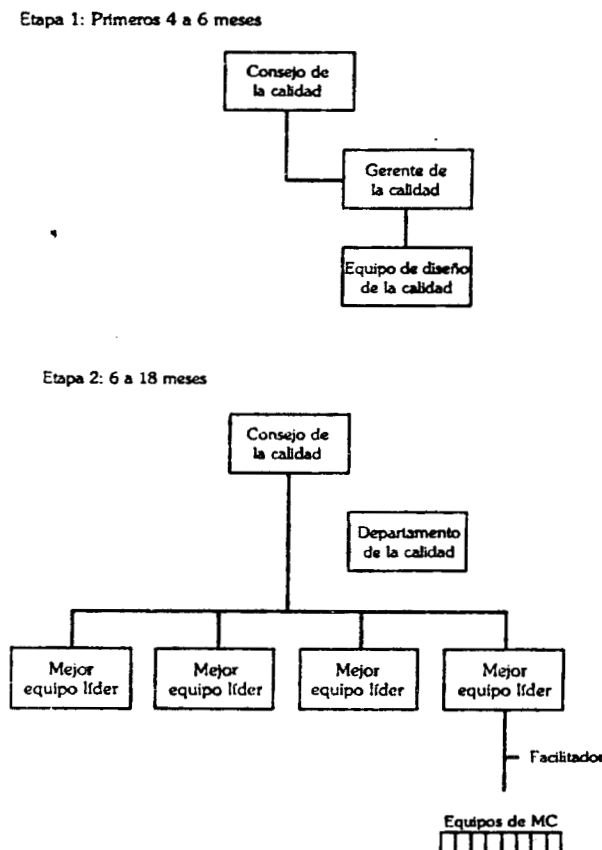 Etapa 1: Primeros 4 a 6 meses
Consejo de
la calidad
Gerente de
la calidad
Equipo de diseño
de la calidad
Etapa 2: 6 a 18 meses
Consejo de
la calidad
Departamento
de la calidad
Mejor
equipo líder
Mejor
equipo líder
Mejor
equipo líder
Mejor
equipo líder
Facilitador
Equipos de MC